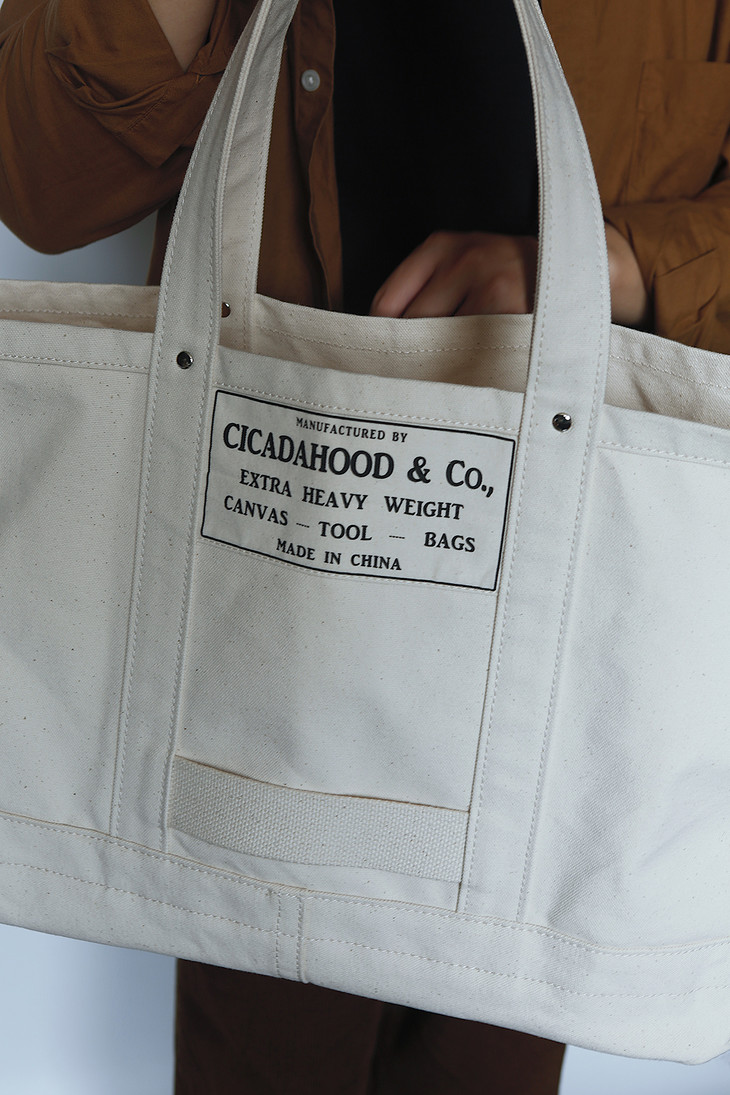 MANUFACTURED BY
CICADAHOOD & CO.,
EXTRA HEAVY WEIGHT
CANVAS ---- TOOL ---- BAGS
MADE IN CHINA